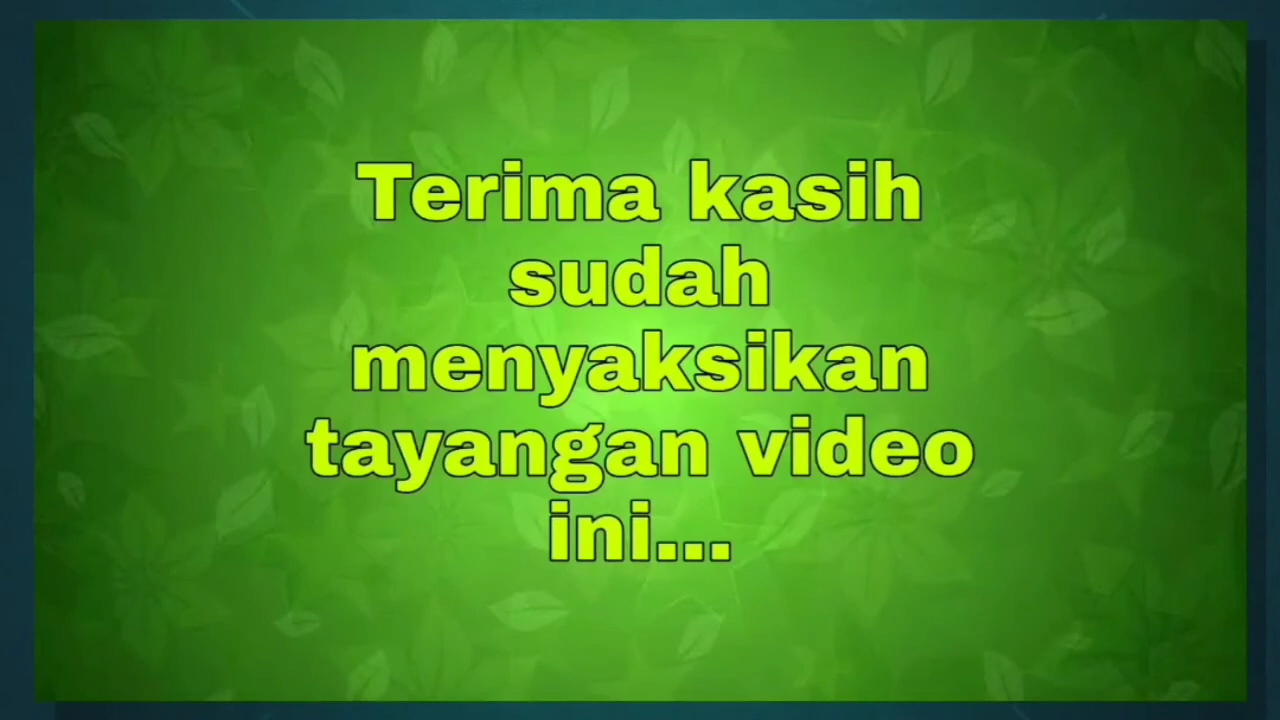 Terima kasih
sudah
menyaksikan
tayangan video
ini...